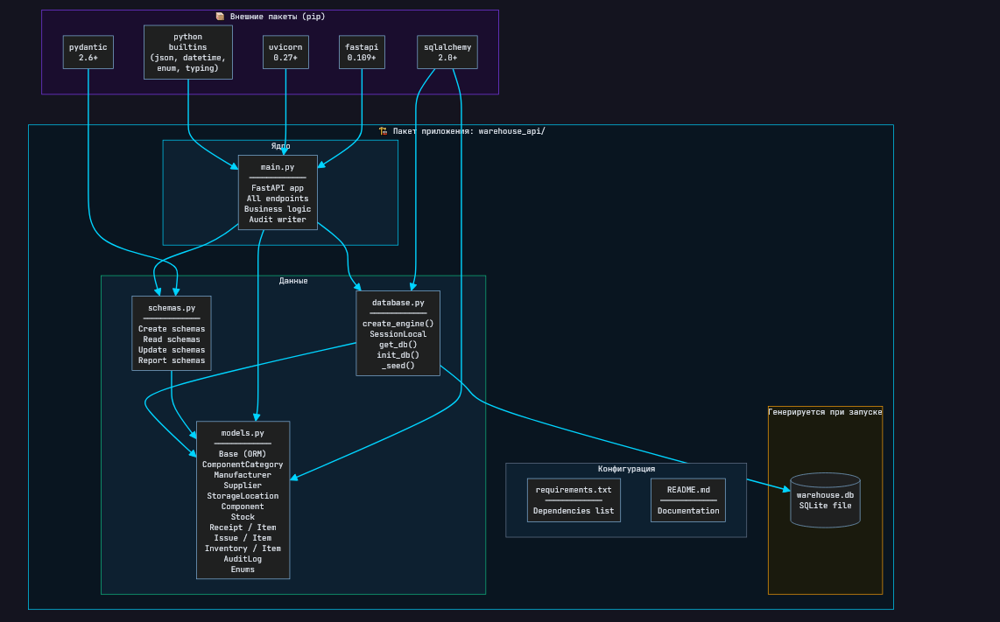 📦 Внешние пакеты (pip)
pydantic
2.6+
python
builtins
(json, datetime,
enum, typing)
uvicorn
0.27+
fastapi
0.109+
sqlalchemy
2.0+
🏗️ Пакет приложения: warehouse_api/
Ядро
main.py
FastAPI app
All endpoints
Business logic
Audit writer
Данные
schemas.py
Create schemas
Read schemas
Update schemas
Report schemas
database.py
create_engine()
SessionLocal
get_db()
init_db()
_seed()
models.py
Base (ORM)
ComponentCategory
Manufacturer
Supplier
StorageLocation
Component
Stock
Receipt / Item
Issue / Item
Inventory / Item
AuditLog
Enums
Конфигурация
requirements.txt
Dependencies list
README.md
Documentation
Генерируется при запуске
warehouse.db
SQLite file